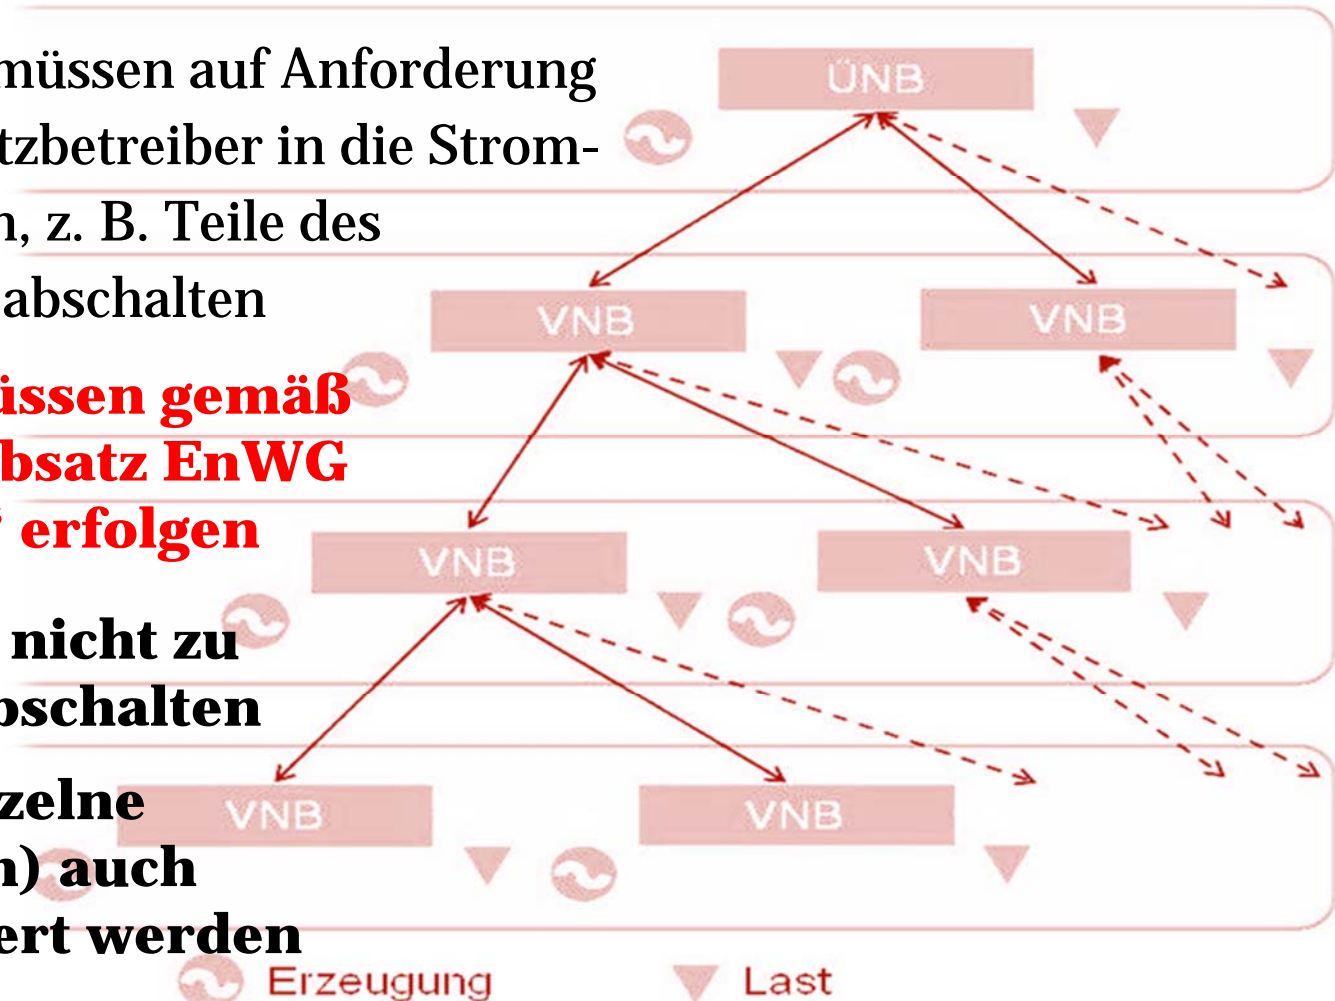 müssen auf Anforderung
tzbetreiber in die Strom-
n, z. B. Teile des
abschalten
üssen gemäß
bsatz EnWG
erfolgen
nicht zu
bschalten
zelne
n) auch
ert werden
ÜNB
VNB VNB
VNB VNB
VNB VNB
Erzeugung Last